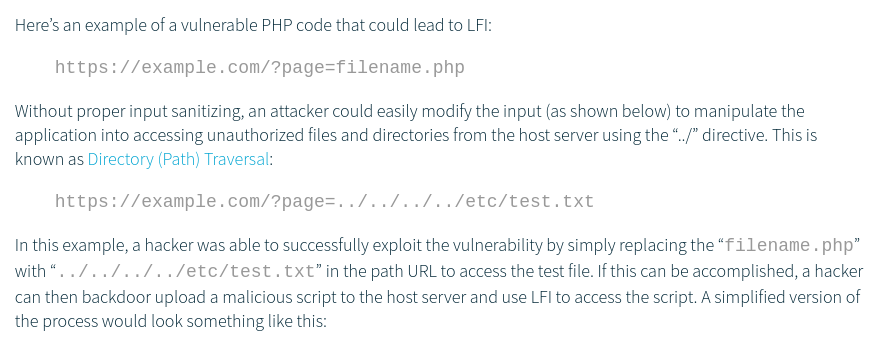 Here’s an example of a vulnerable PHP code that could lead to LFI:
https://example.com/?page=filename.php
Without proper input sanitizing, an attacker could easily modify the input (as shown below) to manipulate the
application into accessing unauthorized files and directories from the host server using the “../” directive. This is
known as Directory (Path) Traversal:
https://example.com/?page=../../../../etc/test.txt
In this example, a hacker was able to successfully exploit the vulnerability by simply replacing the “filename.php”
with “../../../../etc/test.txt” in the path URL to access the test file. If this can be accomplished, a hacker
can then backdoor upload a malicious script to the host server and use LFI to access the script. A simplified version of
the process would look something like this: